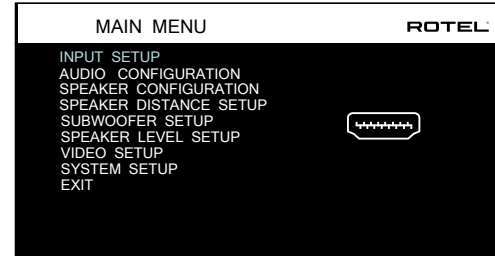 MAIN MENU ROTEL
INPUT SETUP
AUDIO CONFIGURATION
SPEAKER CONFIGURATION
SPEAKER DISTANCE SETUP
SUBWOOFER SETUP
SPEAKER LEVEL SETUP
VIDEO SETUP
SYSTEM SETUP
EXIT